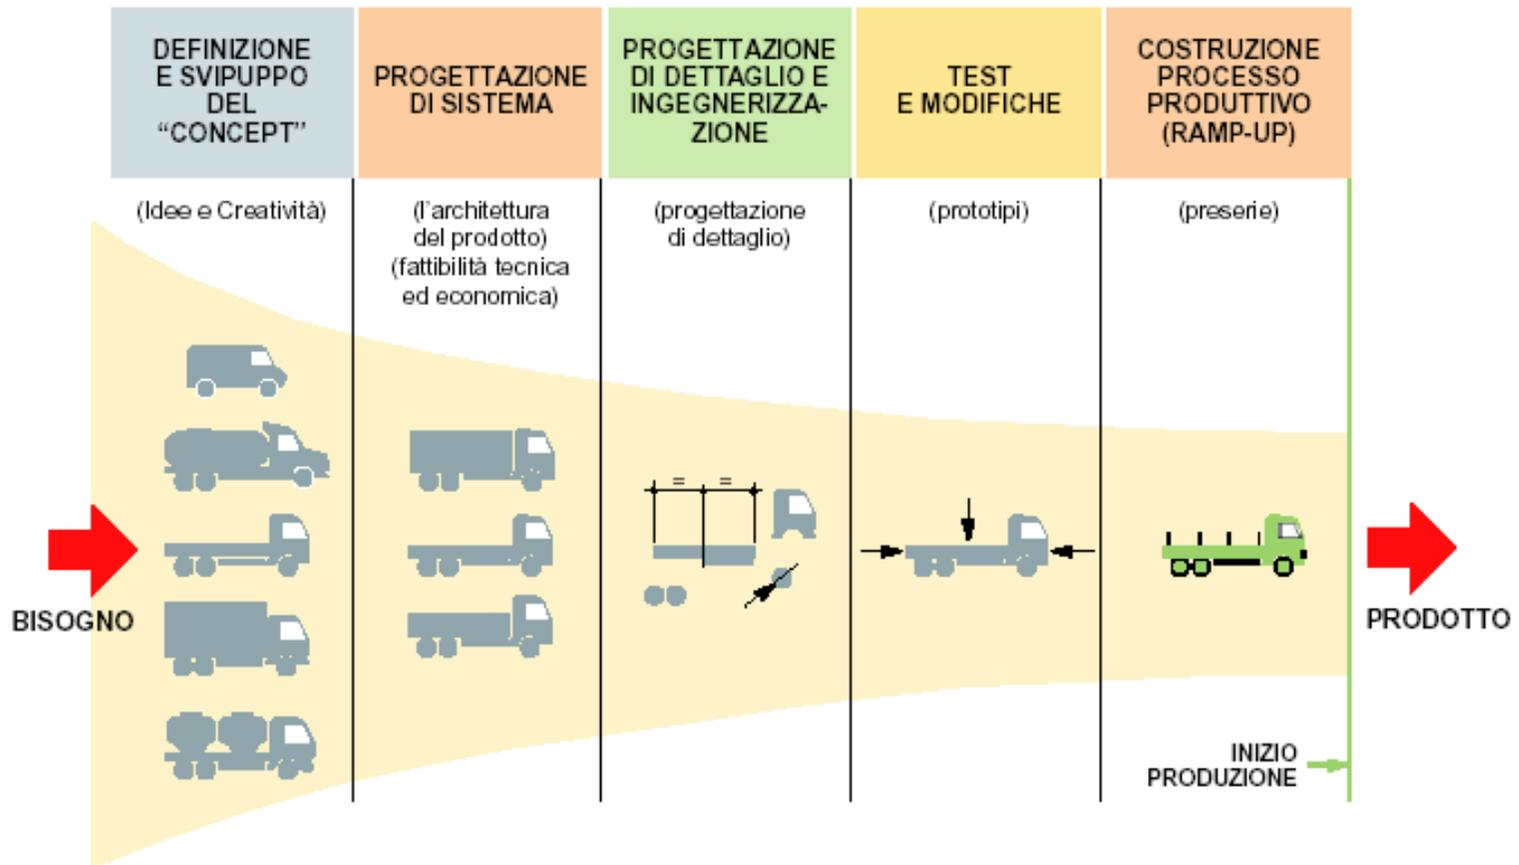 DEFINIZIONE
E SVIPUPPO
DEL
“CONCEPT”
PROGETTAZIONE
DI SISTEMA
PROGETTAZIONE
DI DETTAGLIO E
INGEGNERIZZA-
ZIONE
TEST
E MODIFICHE
COSTRUZIONE
PROCESSO
PRODUTTIVO
(RAMP-UP)
(Idee e Creatività)
(l'architettura
del prodotto)
(fattibilità tecnica
ed economica)
(progettazione
di dettaglio)
(prototipi)
(preserie)
= =
BISOGNO
PRODOTTO
INIZIO
PRODUZIONE